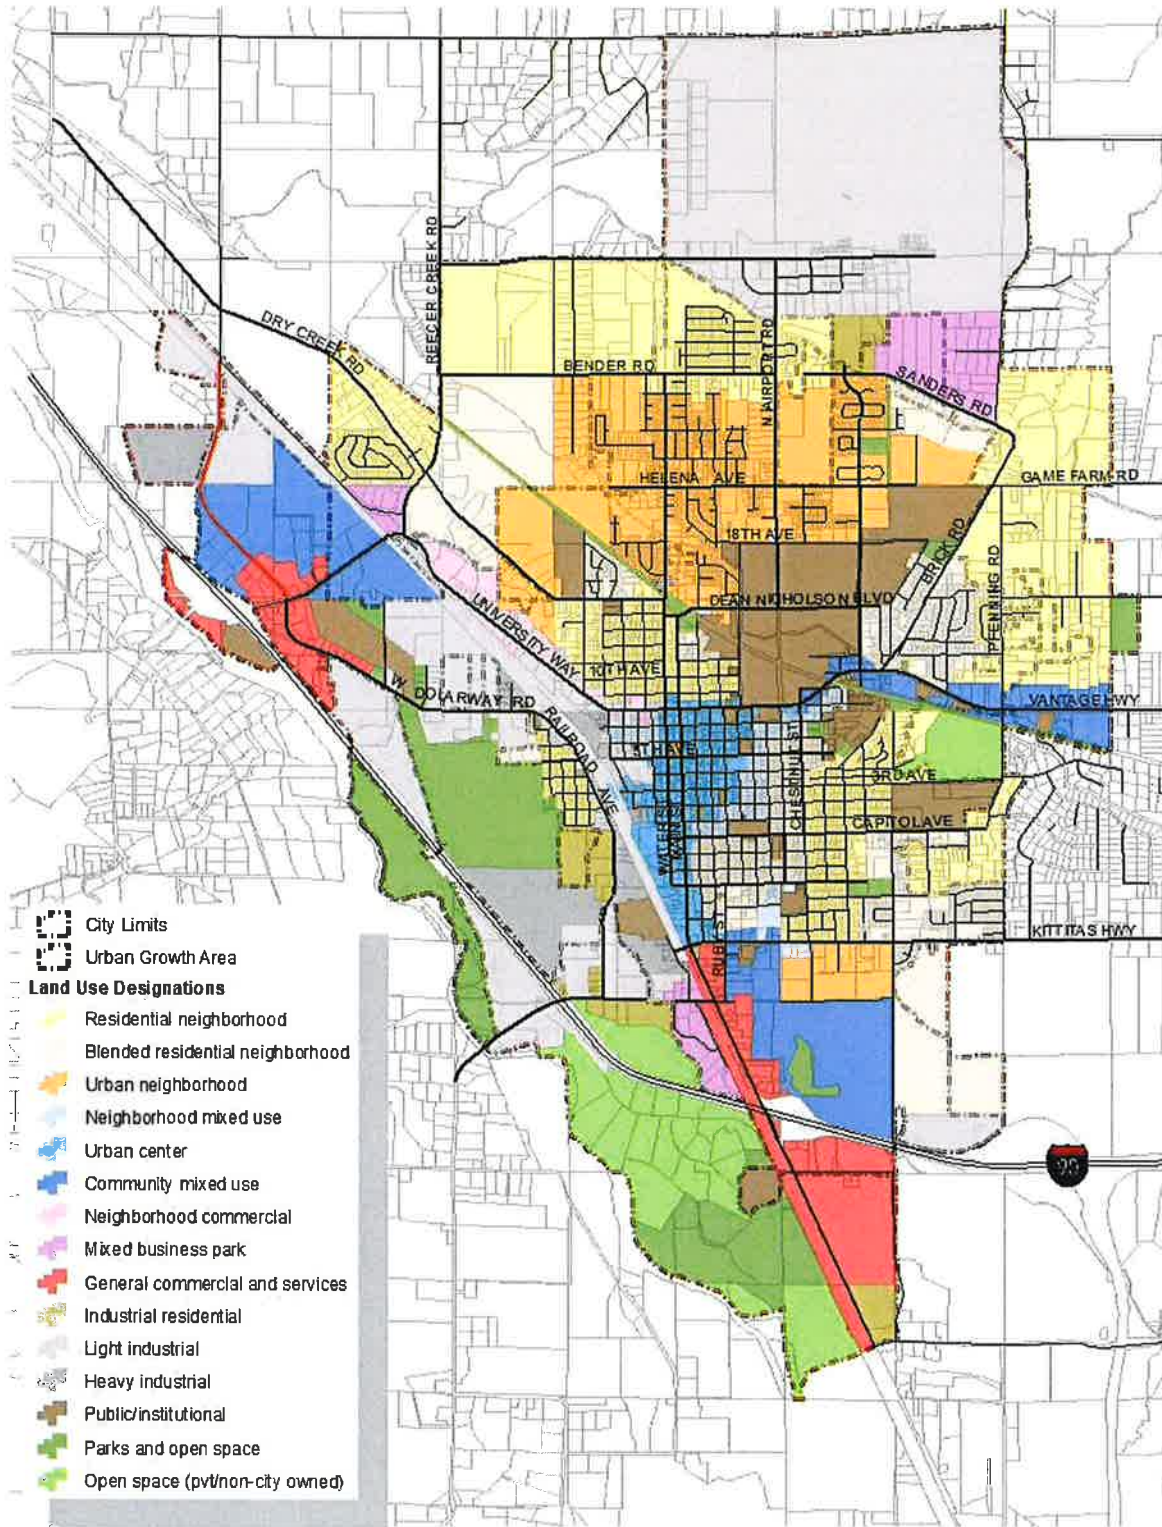 REECER CREEK RD
DRY CREEK RD
BENDER RD
N AIRPORT RD
SANDERS RD
HELENA AVE
GAME FARM RD
18TH AVE
BRICK RD
PFENNING RD
DEAN NICHOLSON BLVD
UNIVERSITY WAY
10TH AVE
W DOLARWAY RD
RAILROAD AVE
VANTAGE HWY
5TH AVE
CHESTNUT ST
3RD AVE
WATER ST
MAIN ST
CAPITOL AVE
RUBY ST
KITTITAS HWY
90
City Limits
Urban Growth Area
Land Use Designations
Residential neighborhood
Blended residential neighborhood
Urban neighborhood
Neighborhood mixed use
Urban center
Community mixed use
Neighborhood commercial
Mixed business park
General commercial and services
Industrial residential
Light industrial
Heavy industrial
Public/institutional
Parks and open space
Open space (pvt/non-city owned)